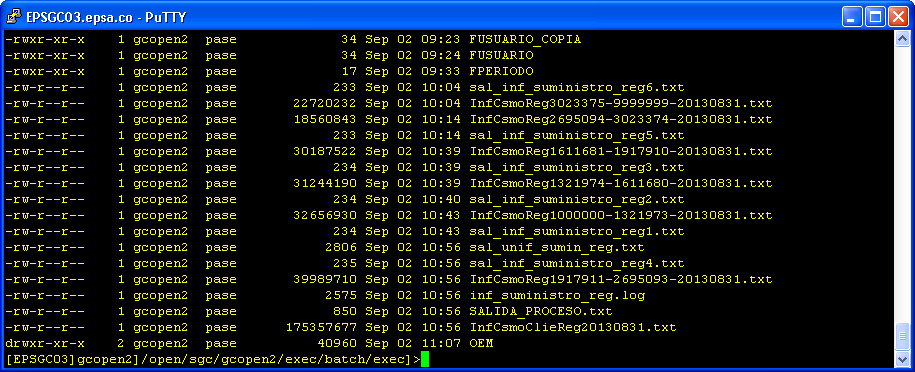 EPSGC03.epsa.co - PuTTY
-rwxr-xr-x 1 gcopen2 pase 34 Sep 02 09:23 FUSUARIO_COPIA
-rwxr-xr-x 1 gcopen2 pase 34 Sep 02 09:24 FUSUARIO
-rwxr-xr-x 1 gcopen2 pase 17 Sep 02 09:33 FPERIODO
-rw-r--r-- 1 gcopen2 pase 233 Sep 02 10:04 sal_inf_suministro_reg6.txt
-rw-r--r-- 1 gcopen2 pase 22720232 Sep 02 10:04 InfCsmoReg3023375-9999999-20130831.txt
-rw-r--r-- 1 gcopen2 pase 18560843 Sep 02 10:14 InfCsmoReg2695094-3023374-20130831.txt
-rw-r--r-- 1 gcopen2 pase 233 Sep 02 10:14 sal_inf_suministro_reg5.txt
-rw-r--r-- 1 gcopen2 pase 30187522 Sep 02 10:39 InfCsmoReg1611681-1917910-20130831.txt
-rw-r--r-- 1 gcopen2 pase 234 Sep 02 10:39 sal_inf_suministro_reg3.txt
-rw-r--r-- 1 gcopen2 pase 31244190 Sep 02 10:39 InfCsmoReg1321974-1611680-20130831.txt
-rw-r--r-- 1 gcopen2 pase 234 Sep 02 10:40 sal_inf_suministro_reg2.txt
-rw-r--r-- 1 gcopen2 pase 32656930 Sep 02 10:43 InfCsmoReg1000000-1321973-20130831.txt
-rw-r--r-- 1 gcopen2 pase 234 Sep 02 10:43 sal_inf_suministro_reg1.txt
-rw-r--r-- 1 gcopen2 pase 2806 Sep 02 10:56 sal_unif_sumin_reg.txt
-rw-r--r-- 1 gcopen2 pase 235 Sep 02 10:56 sal_inf_suministro_reg4.txt
-rw-r--r-- 1 gcopen2 pase 39989710 Sep 02 10:56 InfCsmoReg1917911-2695093-20130831.txt
-rw-r--r-- 1 gcopen2 pase 2575 Sep 02 10:56 inf_suministro_reg.log
-rw-r--r-- 1 gcopen2 pase 850 Sep 02 10:56 SALIDA_PROCESO.txt
-rw-r--r-- 1 gcopen2 pase 175357677 Sep 02 10:56 InfCsmoClieReg20130831.txt
drwxr-xr-x 2 gcopen2 pase 40960 Sep 02 11:07 OEM
[EPSGC03]gcopen2]/open/sgc/gcopen2/exec/batch/exec]>